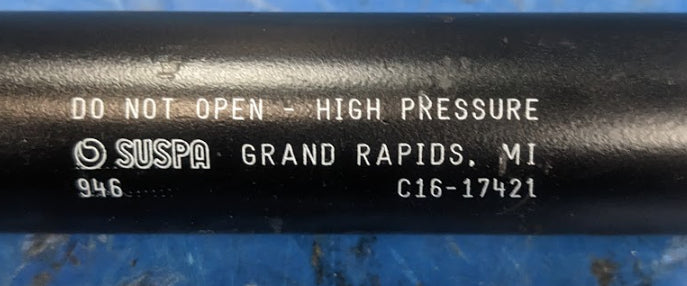 DO NOT OPEN - HIGH PRESSURE
SUSPA GRAND RAPIDS, MI
946 C16-17421